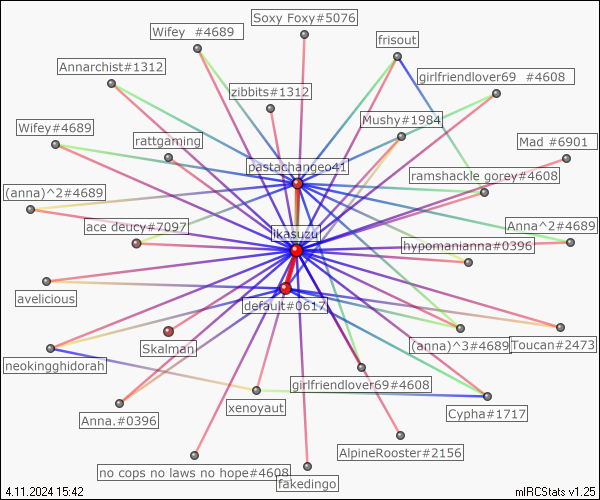 Soxy Foxy#5076
Wifey  #4689
frisout
Annarchist#1312
girlfriendlover69  #4608
zibbits#1312
Mushy#1984
Wifey#4689
rattgaming
Mad #6901
pastachangeo41
ramshackle gorey#4608
(anna)^2#4689
ace deucy#7097
Anna^2#4689
ikasuzu
hypomanianna#0396
avelicious
default#0617
Skalman
(anna)^3#4689
Toucan#2473
neokingghidorah
girlfriendlover69#4608
xenoyaut
Cypha#1717
Anna.#0396
AlpineRooster#2156
no cops no laws no hope#4608
fakedingo
4.11.2024 15:42
mIRCStats v1.25